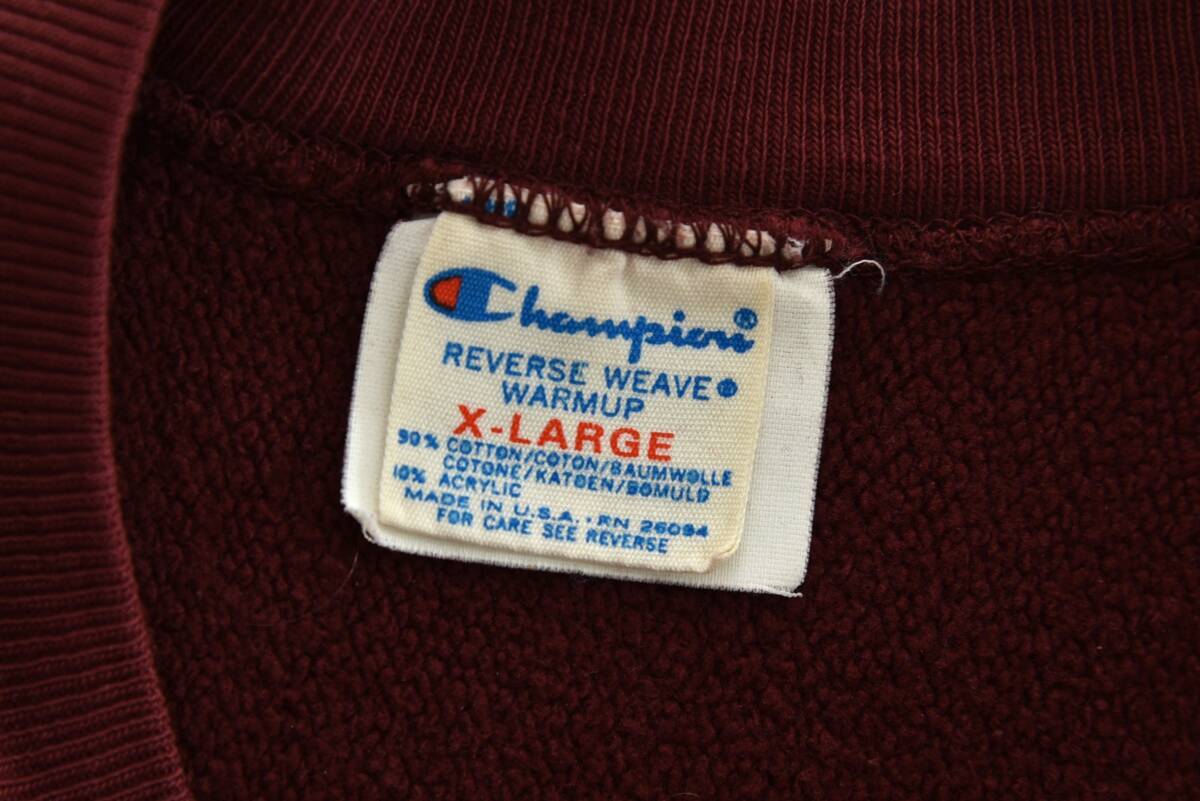 Champion®
REVERSE WEAVE®
WARMUP
X-LARGE
90% COTTON/COTON/BAUMWOLLE
COTONE/KATOEN/BOMULD
10% ACRYLIC
MADE IN U.S.A. · RN 26094
FOR CARE SEE REVERSE